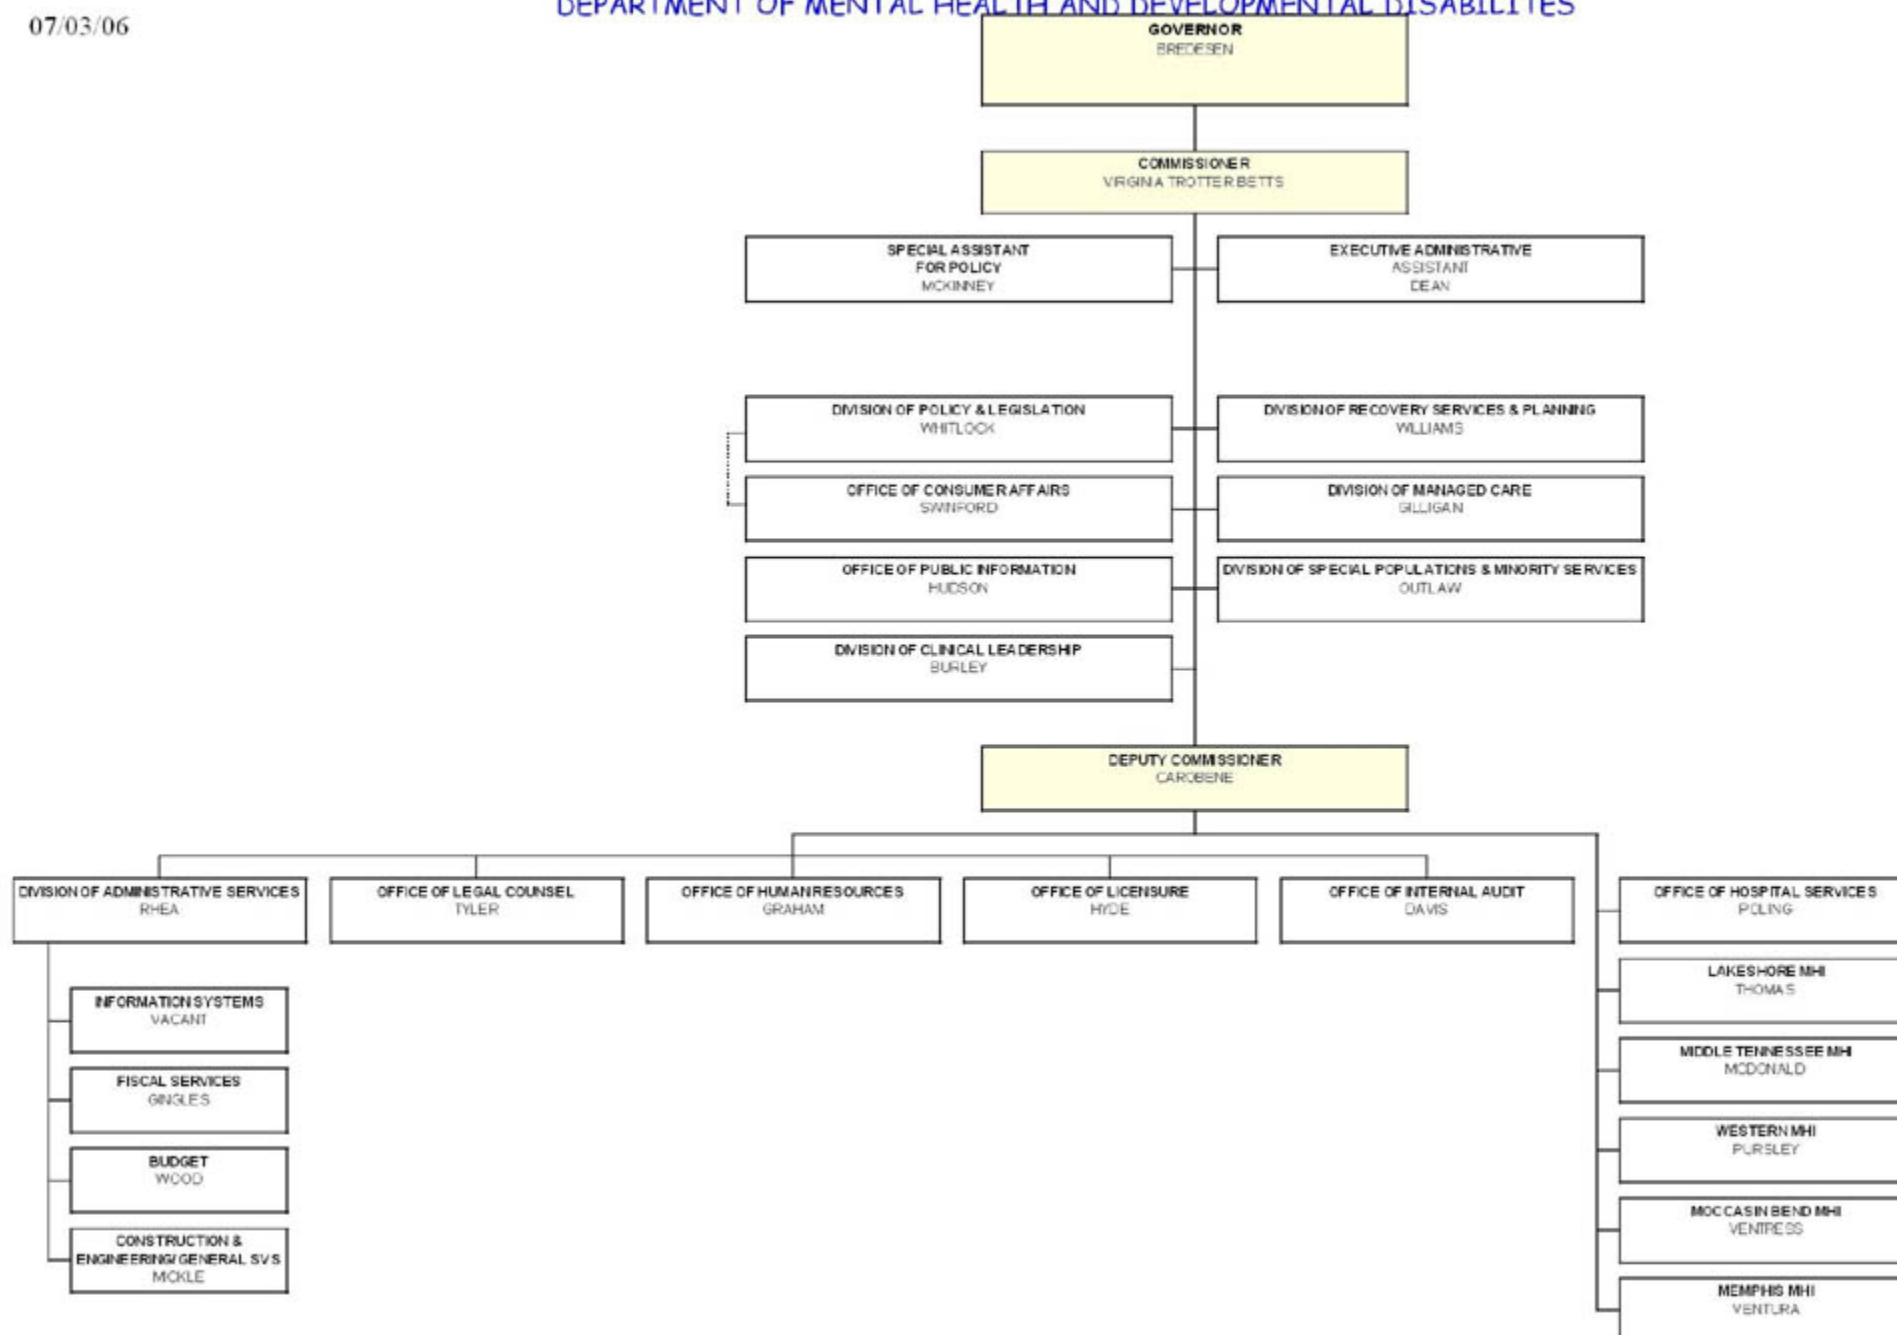 DEPARTMENT OF MENTAL HEALTH AND DEVELOPMENTAL DISABILITES
07/03/06
GOVERNOR
BREDESEN
COMMISSIONER
VIRGINIA TROTTER BETTS
SPECIAL ASSISTANT
FOR POLICY
MCKINNEY
EXECUTIVE ADMINISTRATIVE
ASSISTANT
DEAN
DIVISION OF POLICY & LEGISLATION
WHITLOCK
DIVISION OF RECOVERY SERVICES & PLANNING
WILLIAMS
OFFICE OF CONSUMER AFFAIRS
SWINFORD
DIVISION OF MANAGED CARE
GILLIGAN
OFFICE OF PUBLIC INFORMATION
HUDSON
DIVISION OF SPECIAL POPULATIONS & MINORITY SERVICES
OUTLAW
DIVISION OF CLINICAL LEADERSHIP
BURLEY
DEPUTY COMMISSIONER
CAROBENE
DIVISION OF ADMINISTRATIVE SERVICES
RHEA
OFFICE OF LEGAL COUNSEL
TYLER
OFFICE OF HUMAN RESOURCES
GRAHAM
OFFICE OF LICENSURE
HYDE
OFFICE OF INTERNAL AUDIT
DAVIS
OFFICE OF HOSPITAL SERVICES
POLING
INFORMATION SYSTEMS
VACANT
FISCAL SERVICES
GINGLES
BUDGET
WOOD
CONSTRUCTION &
ENGINEERING/GENERAL SVS
MICKLE
LAKESHORE MHI
THOMAS
MIDDLE TENNESSEE MHI
MCDONALD
WESTERN MHI
PURSLEY
MOCCASIN BEND MHI
VENTRESS
MEMPHIS MHI
VENTURA